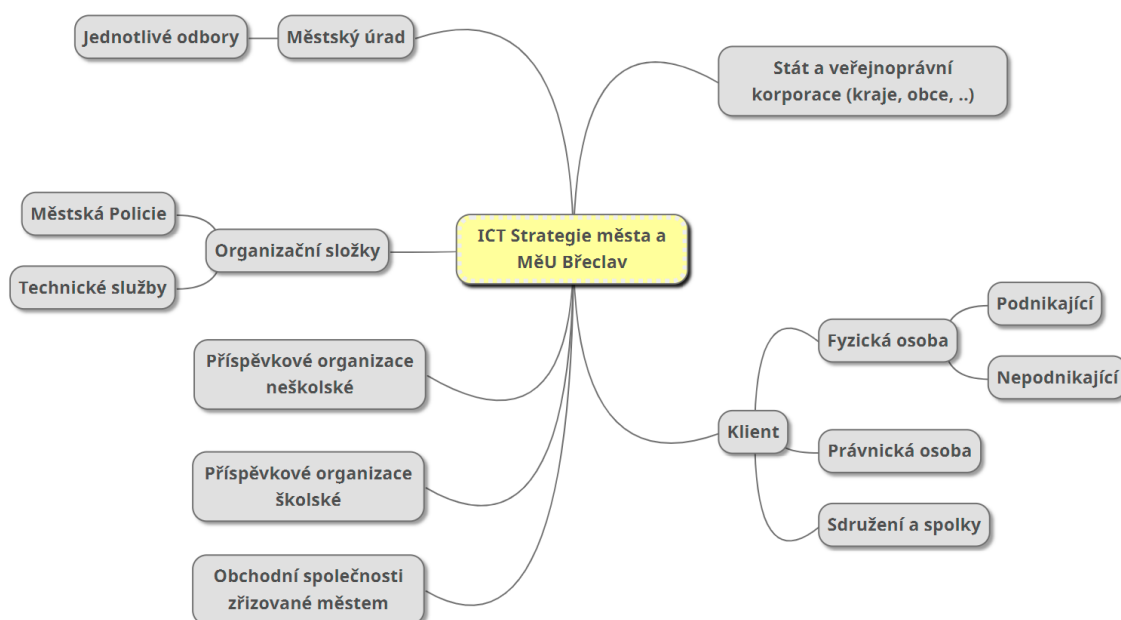 Jednotlivé odbory
Městský úrad
Stát a veřejnoprávní
korporace (kraje, obce, ..)
Městská Policie
Organizační složky
Technické služby
ICT Strategie města a
MěU Břeclav
Příspěvkové organizace
neškolské
Příspěvkové organizace
školské
Obchodní společnosti
zřizované městem
Klient
Fyzická osoba
Podnikající
Nepodnikající
Právnická osoba
Sdružení a spolky